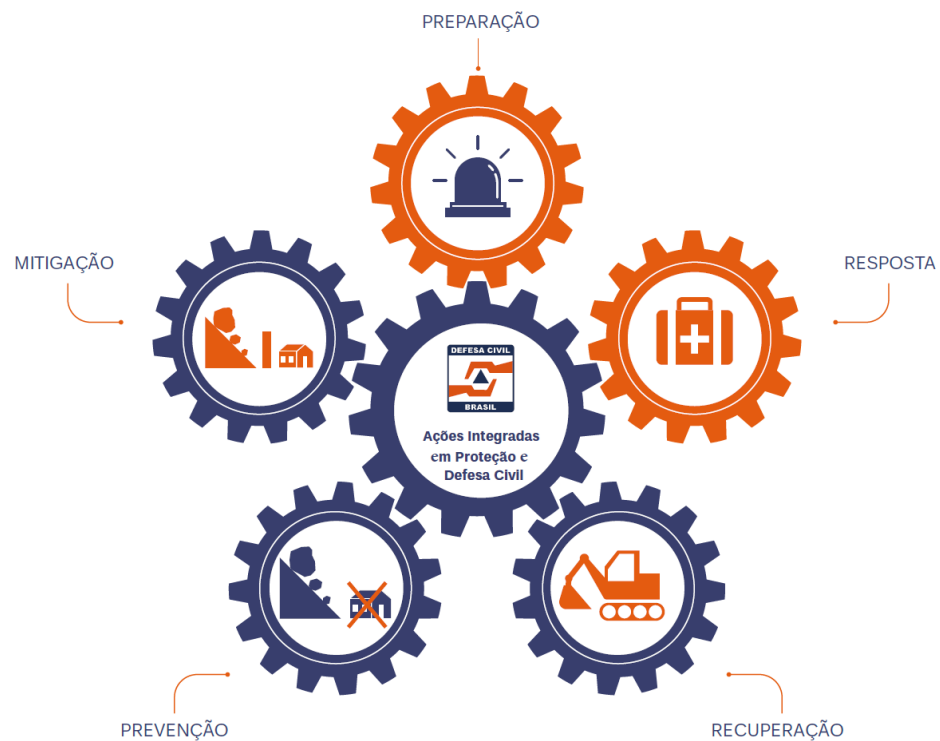 PREPARAÇÃO
MITIGAÇÃO
RESPOSTA
DEFESA CIVIL
BRASIL
Ações Integradas
em Proteção e
Defesa Civil
PREVENÇÃO
RECUPERAÇÃO